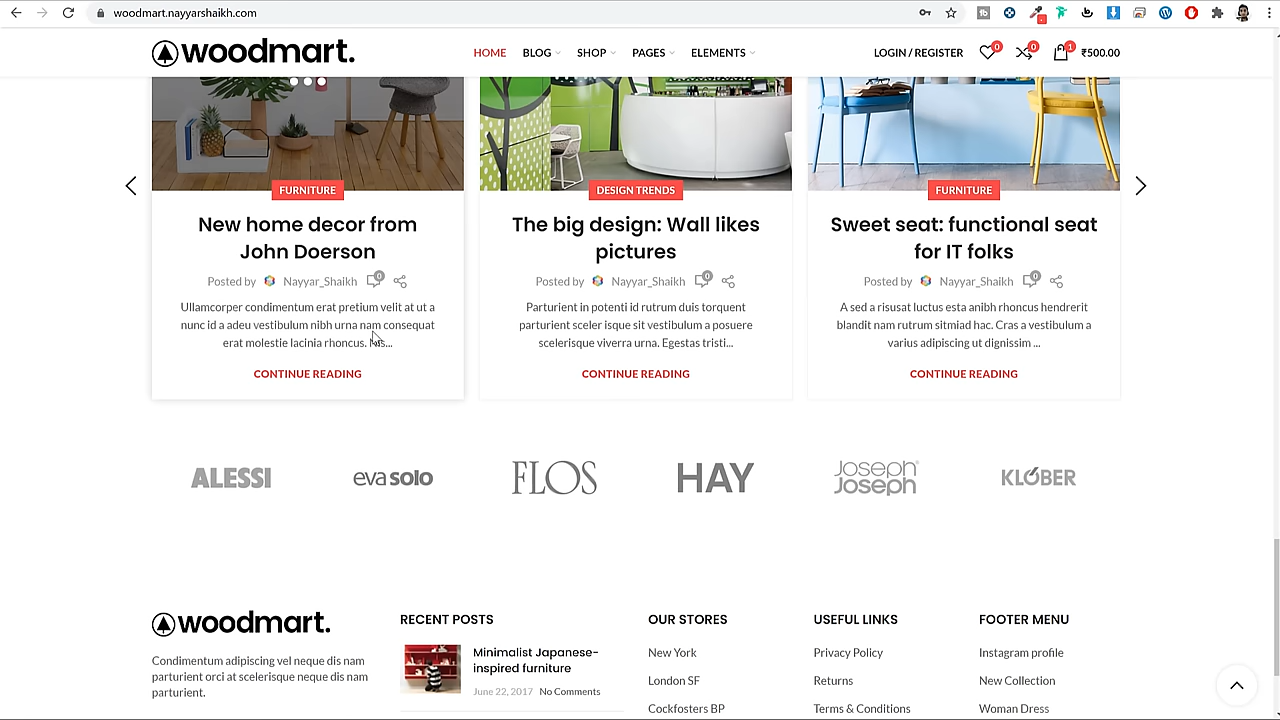 woodmart.nayyarshaikh.com
woodmart.
HOME
BLOG
SHOP
PAGES
ELEMENTS
LOGIN / REGISTER
0
0
1
₹500.00
FURNITURE
New home decor from
John Doerson
Posted by Nayyar_Shaikh 0
Ullamcorper condimentum erat pretium velit at ut a
nunc id a adeu vestibulum nibh urna nam consequat
erat molestie lacinia rhoncus.
CONTINUE READING
DESIGN TRENDS
The big design: Wall likes
pictures
Posted by Nayyar_Shaikh 0
Parturient in potenti id rutrum duis torquent
parturient sceler isque sit vestibulum a posuere
scelerisque viverra urna. Egestas tristi...
CONTINUE READING
FURNITURE
Sweet seat: functional seat
for IT folks
Posted by Nayyar_Shaikh 0
A sed a risusat luctus esta anibh rhoncus hendrerit
blandit nam rutrum sitmiad hac. Cras a vestibulum a
varius adipiscing ut dignissim ...
CONTINUE READING
ALESSI
eva solo
FLOS
HAY
Joseph
Joseph
KLÖBER
woodmart.
Condimentum adipiscing vel neque dis nam
parturient orci at scelerisque neque dis nam
parturient.
RECENT POSTS
Minimalist Japanese-
inspired furniture
June 22, 2017 No Comments
OUR STORES
New York
London SF
Cockfosters BP
USEFUL LINKS
Privacy Policy
Returns
Terms & Conditions
FOOTER MENU
Instagram profile
New Collection
Woman Dress